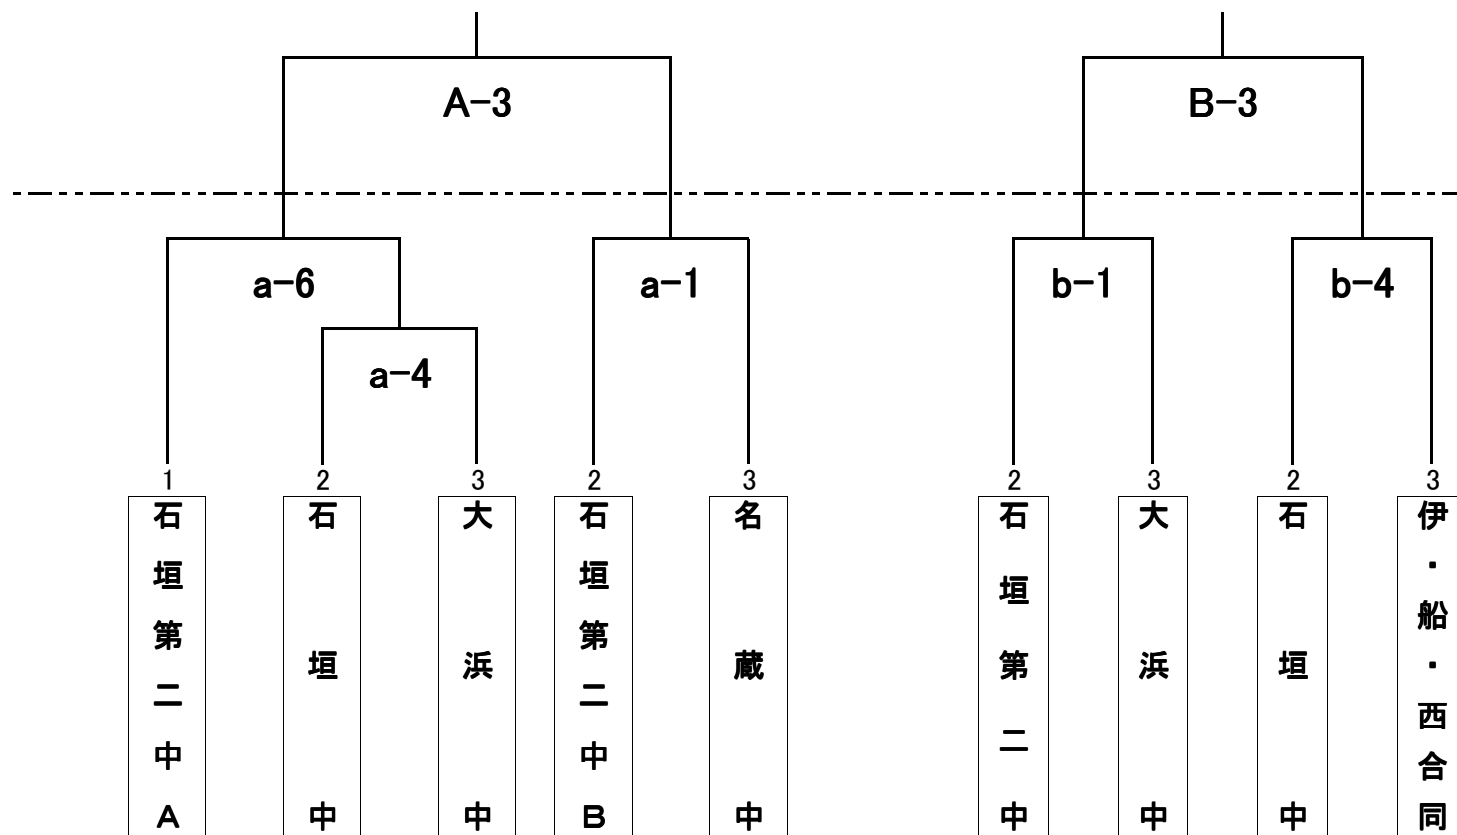 A-3
B-3
a-6
a-1
b-1
b-4
a-4
1
2
3
2
3
2
3
2
3
石垣第二中A
石垣中
大浜中
石垣第二中B
名蔵中
石垣第二中
大浜中
石垣中
伊・船・西合同